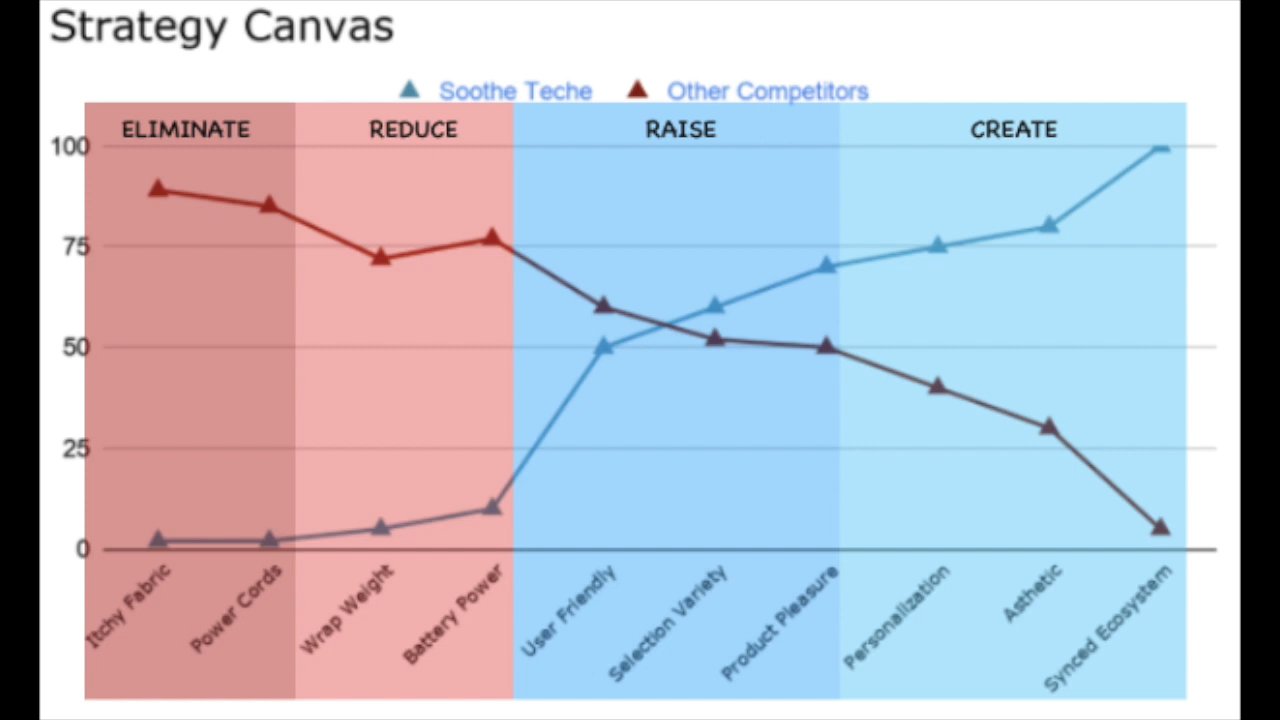 Strategy Canvas
Soothe Teche Other Competitors
ELIMINATE REDUCE RAISE CREATE
100
75
50
25
0
Itchy Fabric
Power Cords
Wrap Weight
Battary Power
User Friendly
Selection Variety
Product Pleasure
Personalization
Asthetic
Synced Ecosystem